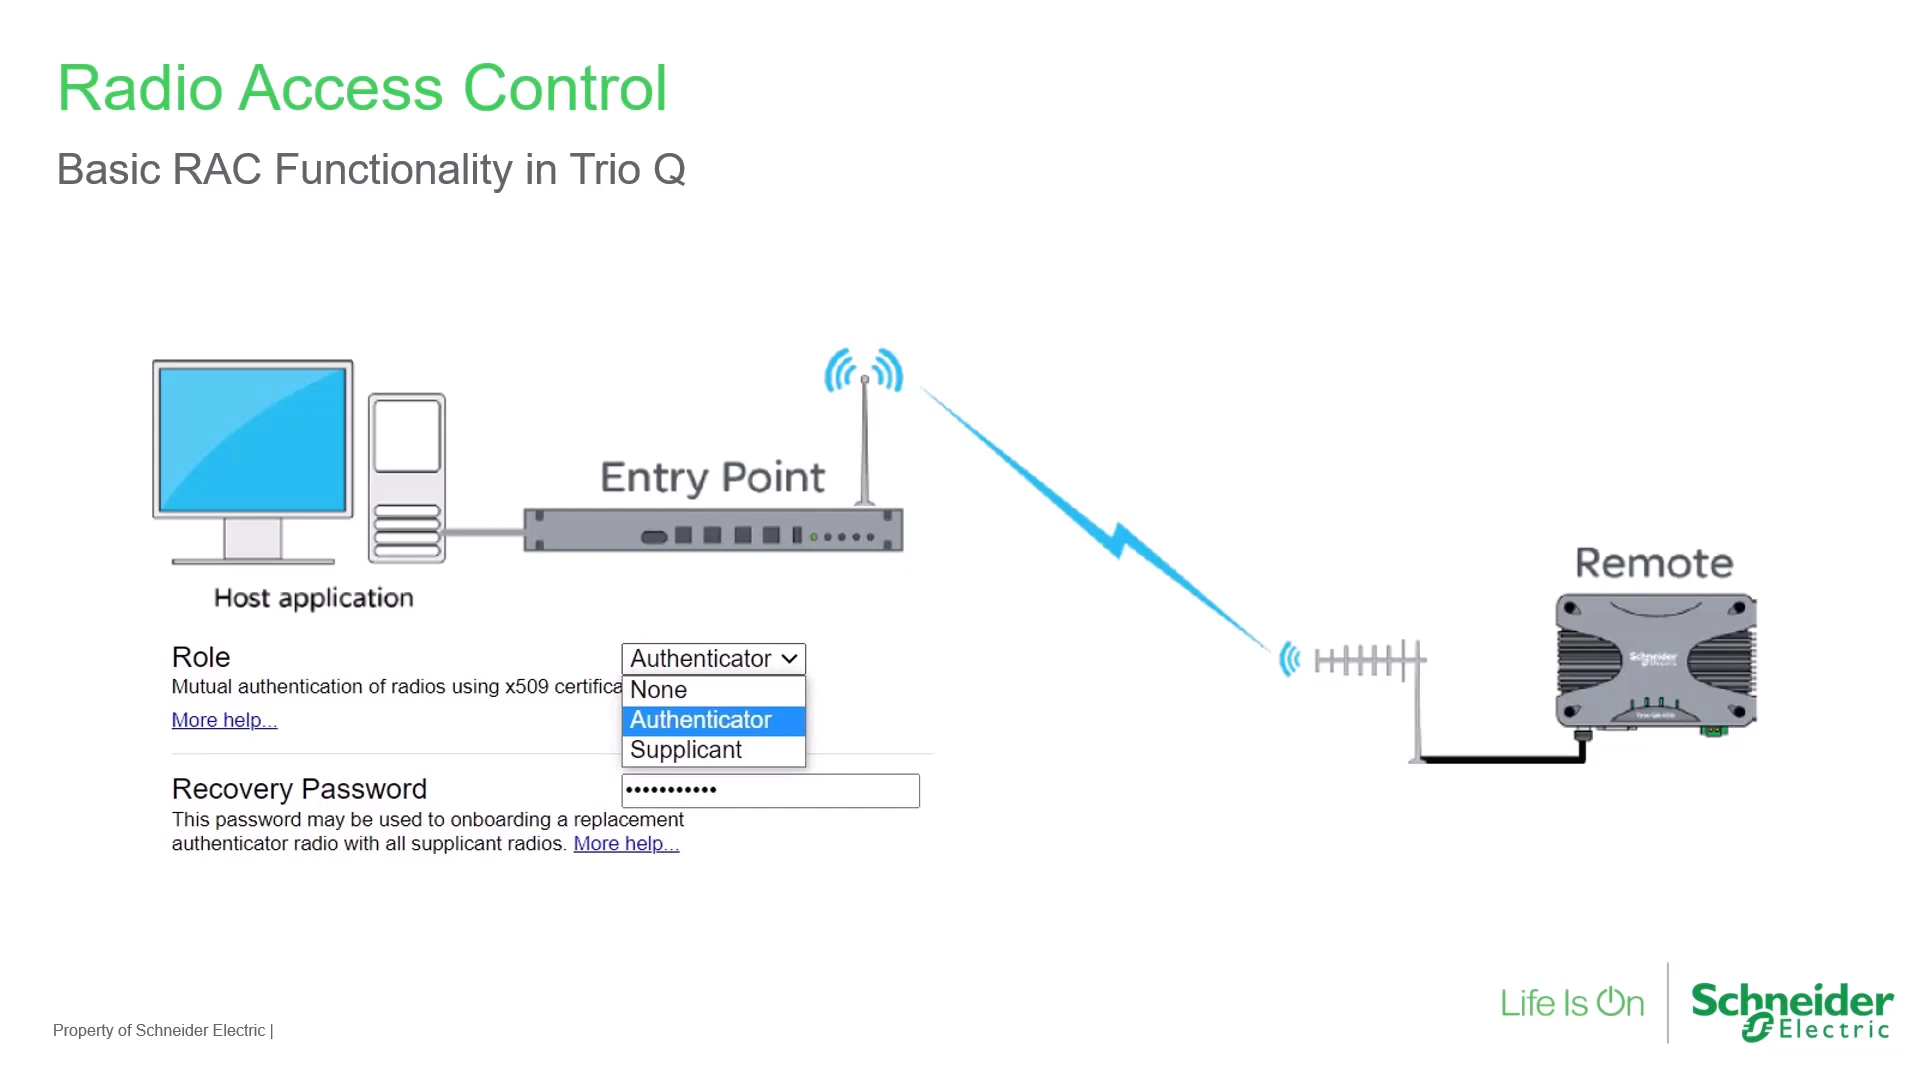 Radio Access Control
Basic RAC Functionality in Trio Q
Entry Point
Host application
Remote
Schneider
Electric
Role
Authenticator
Mutual authentication of radios using x509 certifica
None
More help...
Authenticator
Supplicant
Recovery Password
•••••••••••
This password may be used to onboarding a replacement
authenticator radio with all supplicant radios. More help...
Property of Schneider Electric |
Life Is On
Schneider
Electric